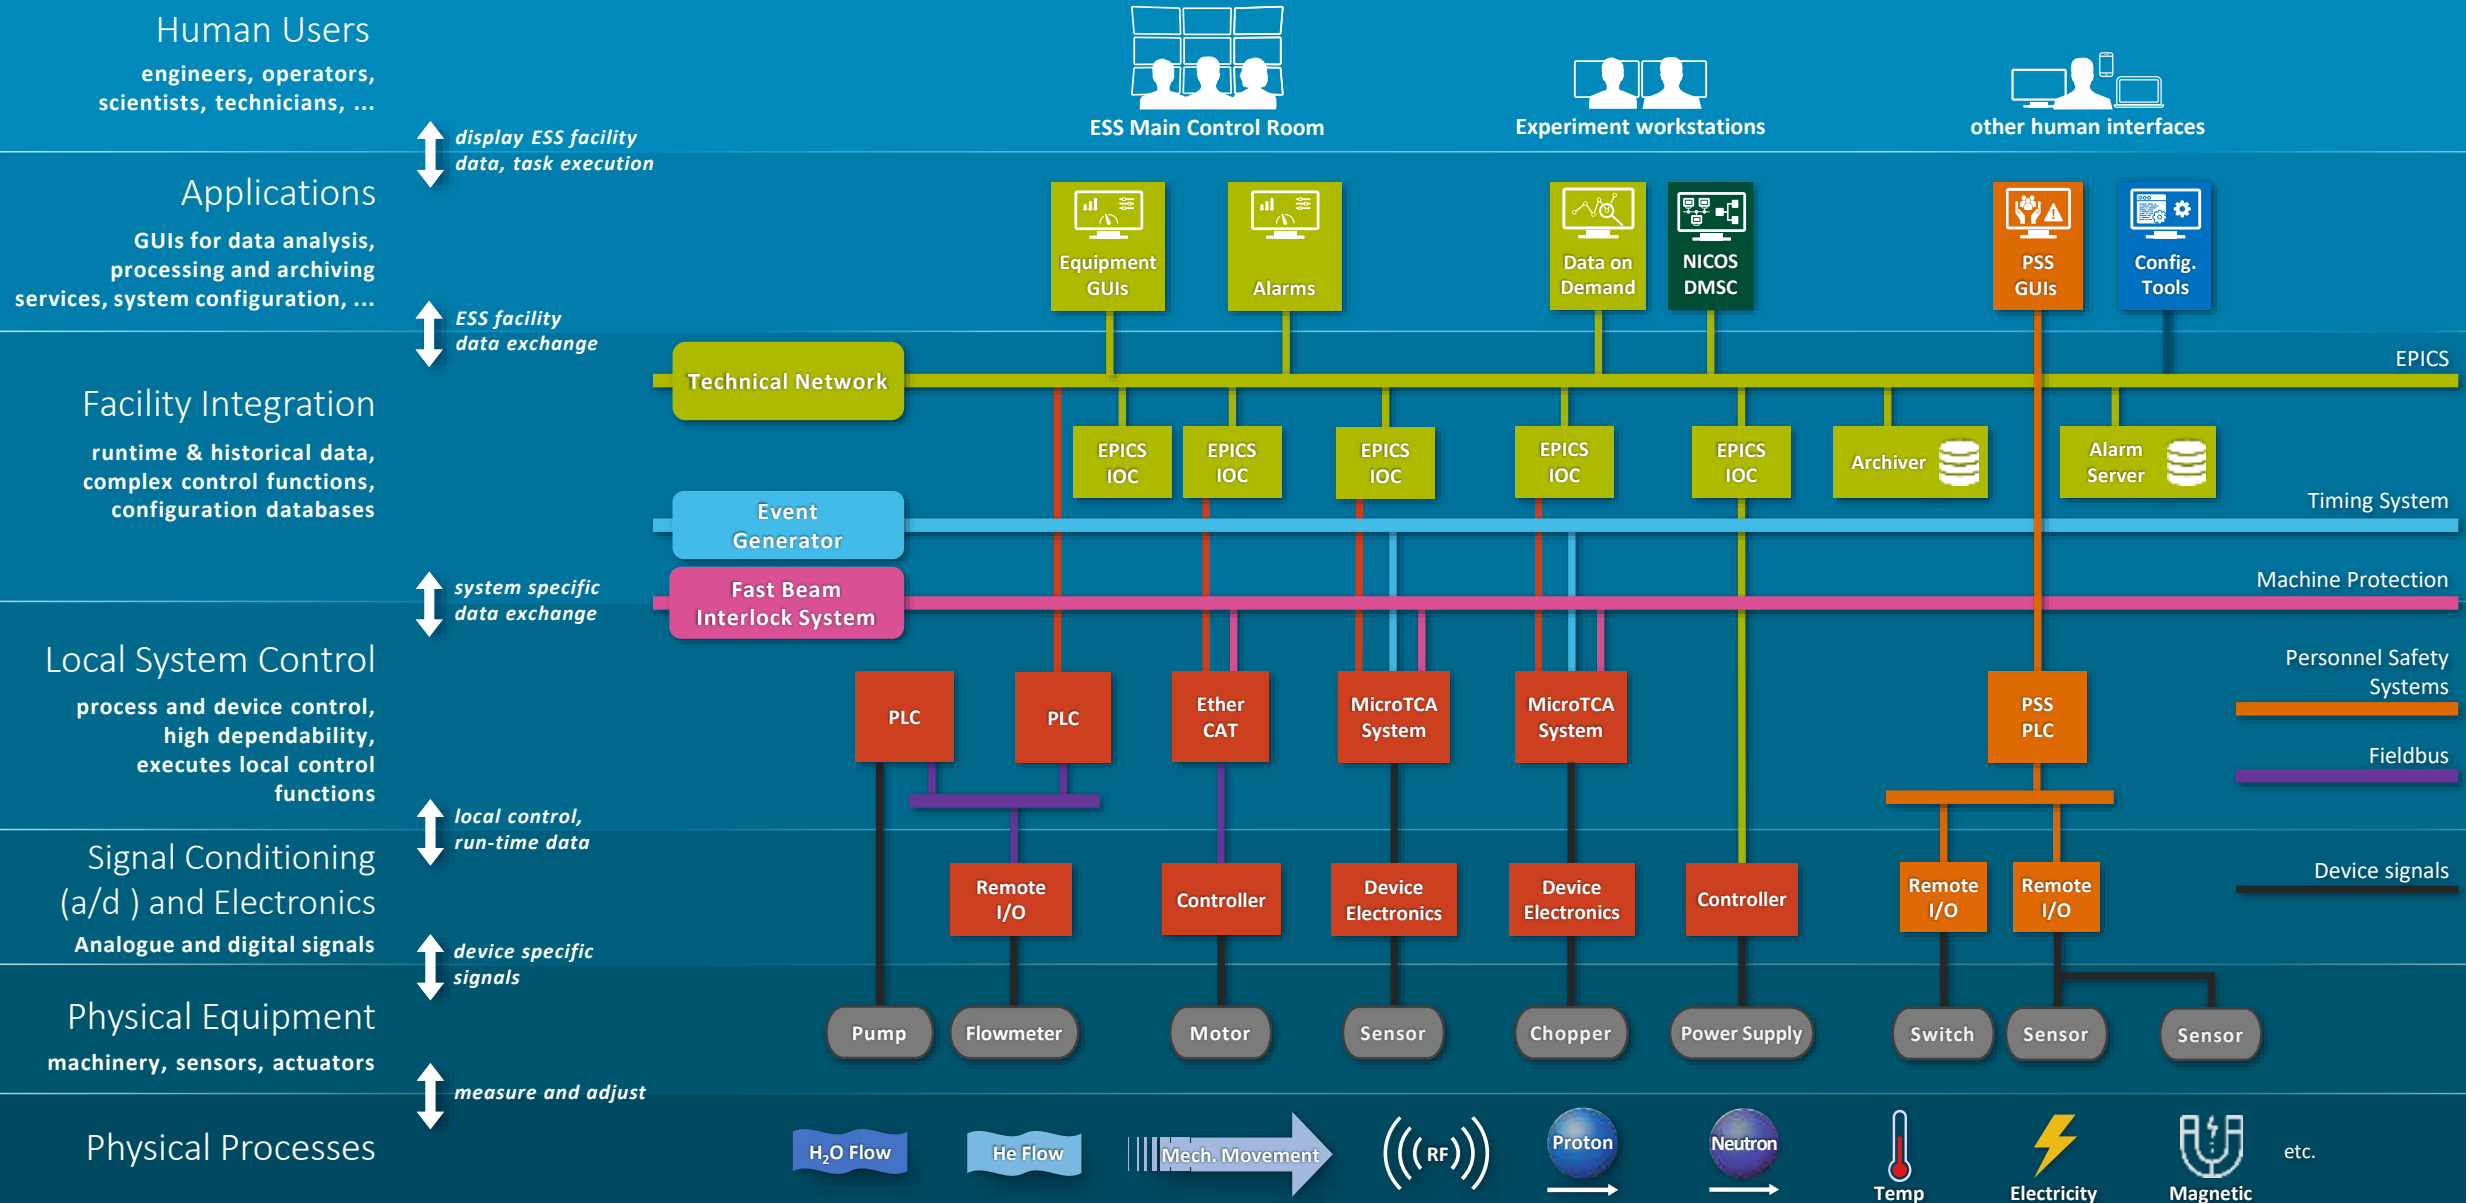 Human Users
engineers, operators,
scientists, technicians, ...
display ESS facility
data, task execution
ESS Main Control Room
Experiment workstations
other human interfaces
Applications
GUIs for data analysis,
processing and archiving
services, system configuration, ...
ESS facility
data exchange
Equipment
GUIs
Alarms
Data on
Demand
NICOS
DMSC
PSS
GUIs
Config.
Tools
Facility Integration
runtime & historical data,
complex control functions,
configuration databases
system specific
data exchange
Technical Network
EPICS
EPICS
IOC
EPICS
IOC
EPICS
IOC
EPICS
IOC
EPICS
IOC
Archiver
Alarm
Server
Event
Generator
Timing System
Fast Beam
Interlock System
Machine Protection
Local System Control
process and device control,
high dependability,
executes local control
functions
local control,
run-time data
PLC
PLC
Ether
CAT
MicroTCA
System
MicroTCA
System
PSS
PLC
Personnel Safety
Systems
Fieldbus
Signal Conditioning
(a/d ) and Electronics
Analogue and digital signals
device specific
signals
Remote
I/O
Controller
Device
Electronics
Device
Electronics
Controller
Remote
I/O
Remote
I/O
Device signals
Physical Equipment
machinery, sensors, actuators
measure and adjust
Pump
Flowmeter
Motor
Sensor
Chopper
Power Supply
Switch
Sensor
Sensor
Physical Processes
H₂O Flow
He Flow
Mech. Movement
RF
Proton
Neutron
Temp
Electricity
Magnetic
etc.